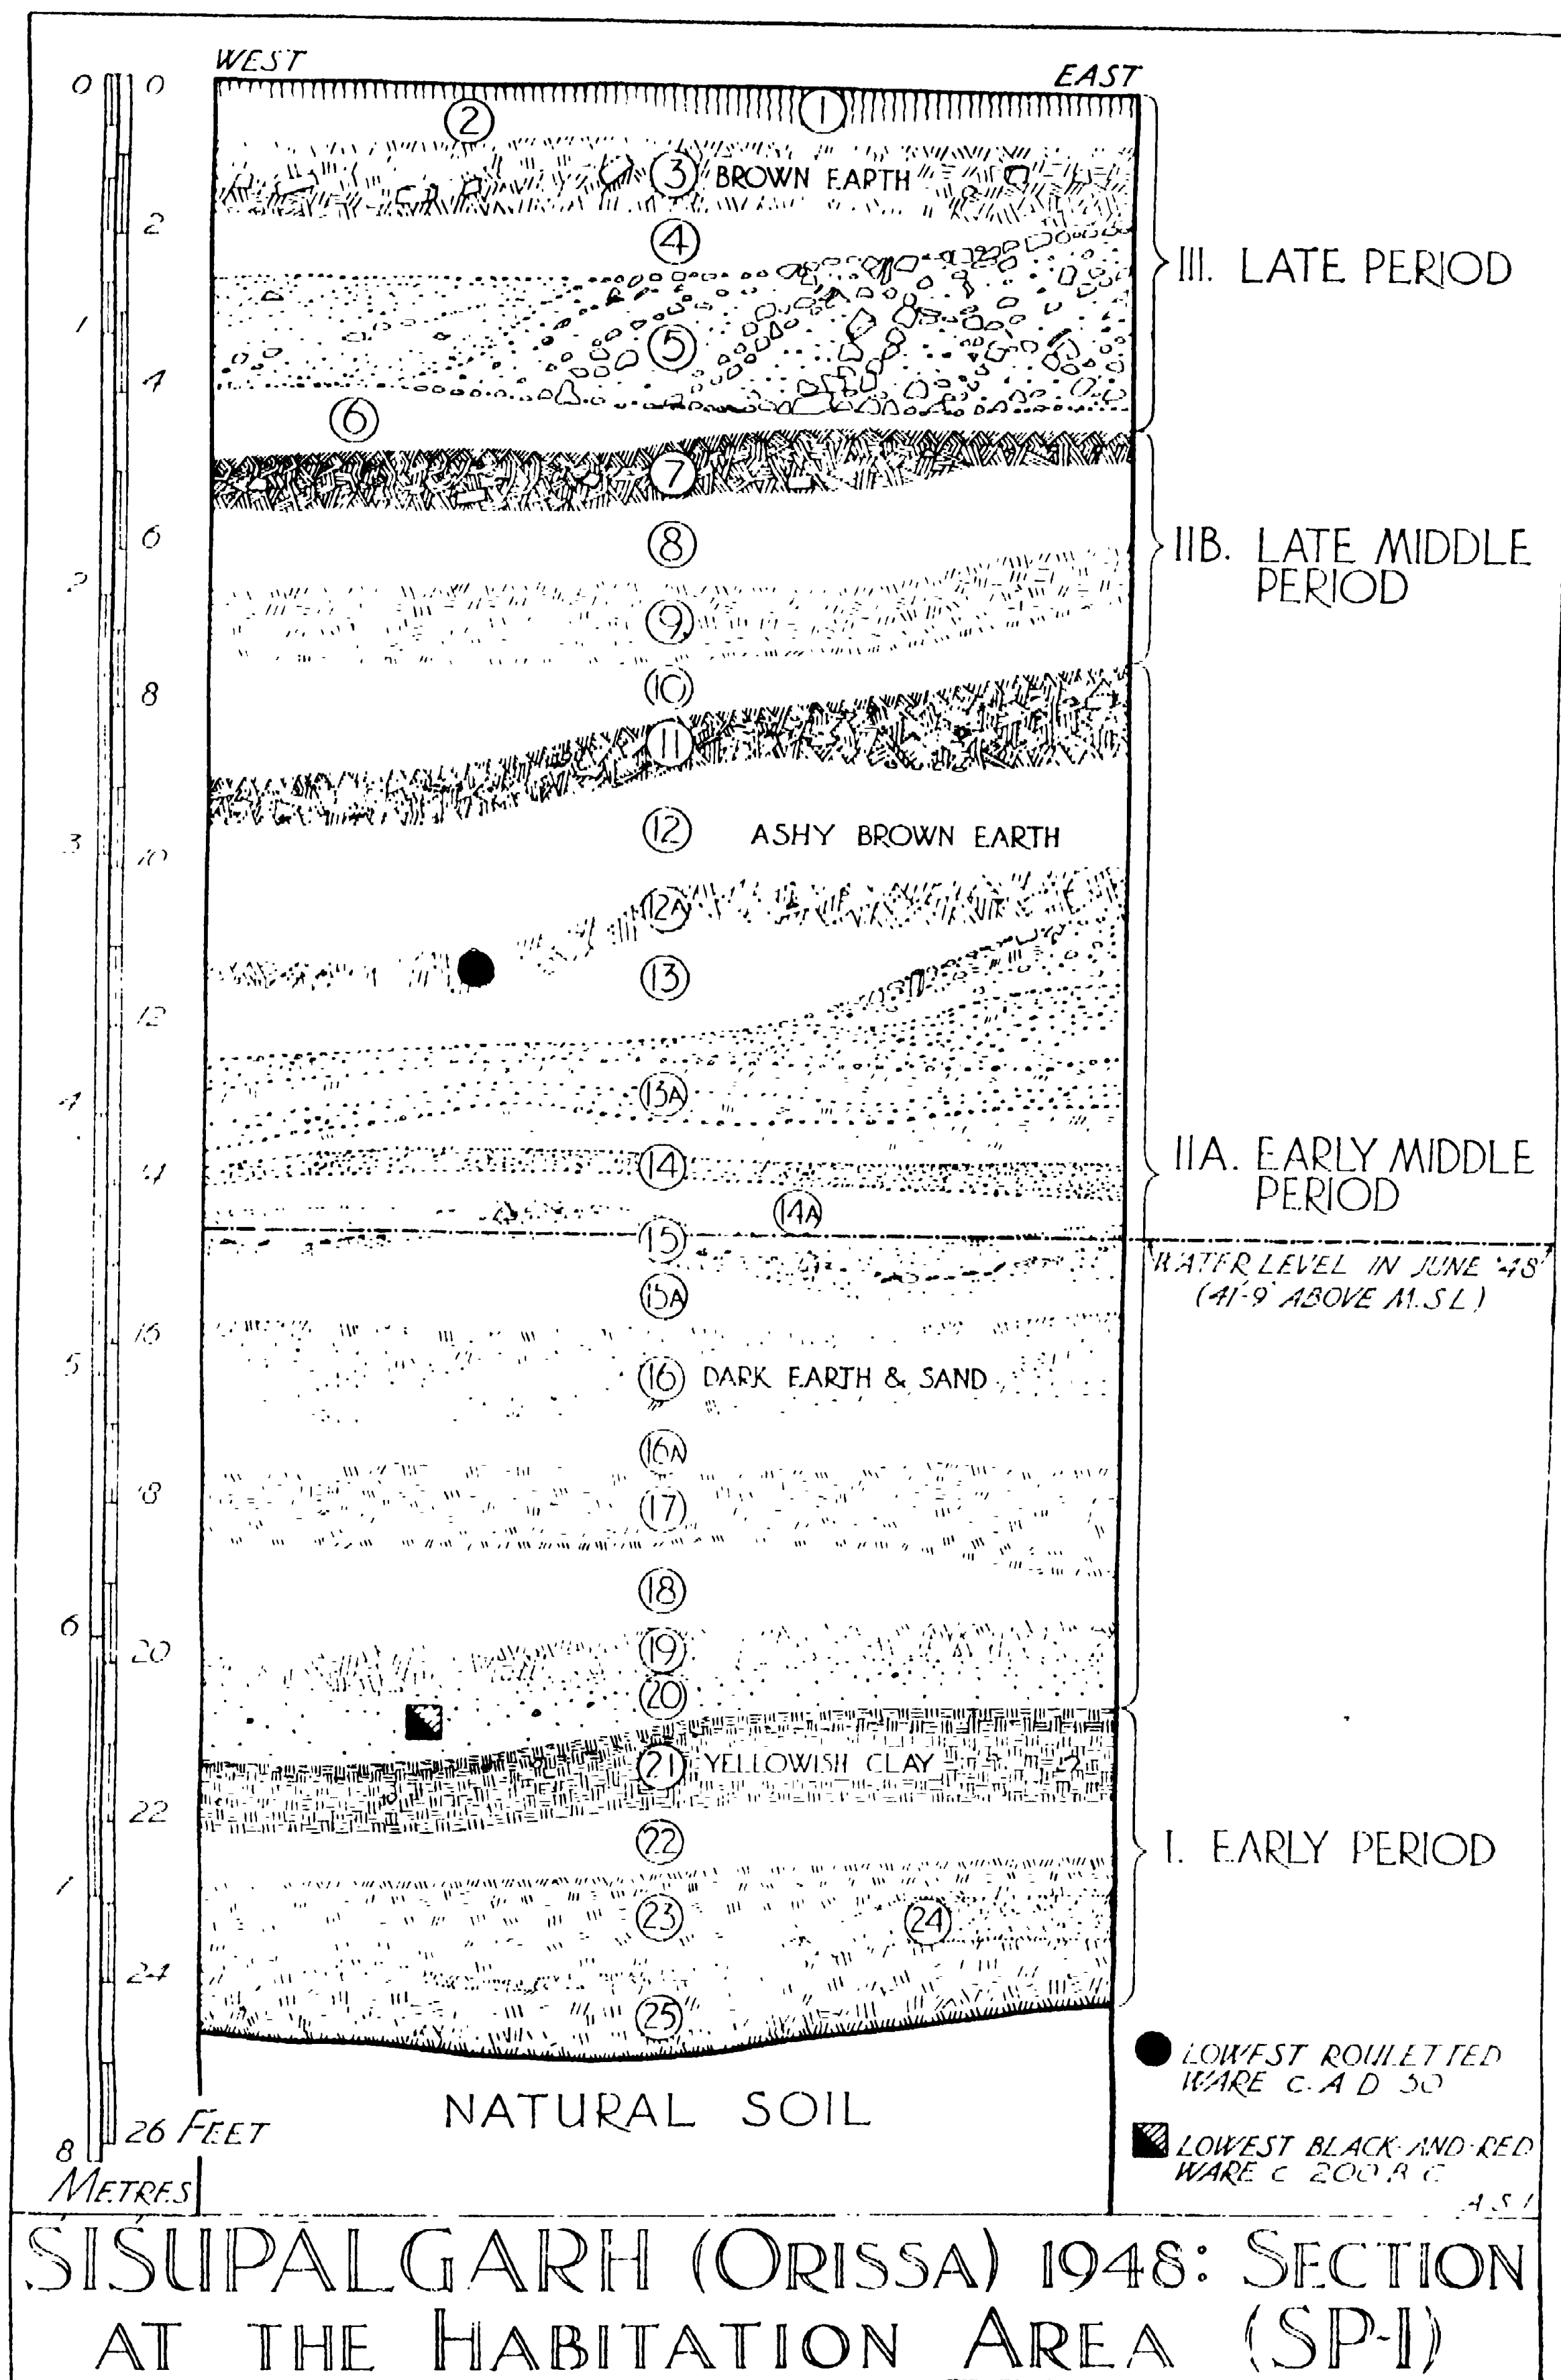 WEST
EAST
0 0
2
1
4
6
2
8
3
10
12
4
14
16
5
18
6
20
22
7
24
26 FEET
8
METRES
1
2
3 BROWN EARTH
4
5
6
7
8
9
10
11
12 ASHY BROWN EARTH
12A
13
13A
14
14A
15
15A
16 DARK EARTH & SAND
16A
17
18
19
20
21 YELLOWISH CLAY
22
23
24
25
NATURAL SOIL
III. LATE PERIOD
IIB. LATE MIDDLE
PERIOD
IIA. EARLY MIDDLE
PERIOD
WATER LEVEL IN JUNE '48
(41'-9" ABOVE M.S.L)
I. EARLY PERIOD
LOWEST ROULETTED
WARE C. A D 50
LOWEST BLACK-AND-RED
WARE C 200 B C
A.S.I
SISUPALGARH (ORISSA) 1948: SECTION
AT THE HABITATION AREA (SP-I)